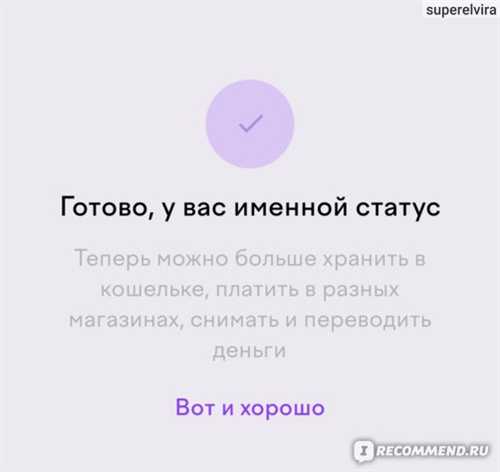 superelvira
Готово, у вас именной статус
Теперь можно больше хранить в
кошельке, платить в разных
магазинах, снимать и переводить
деньги
Вот и хорошо
I RECOMMEND.RU